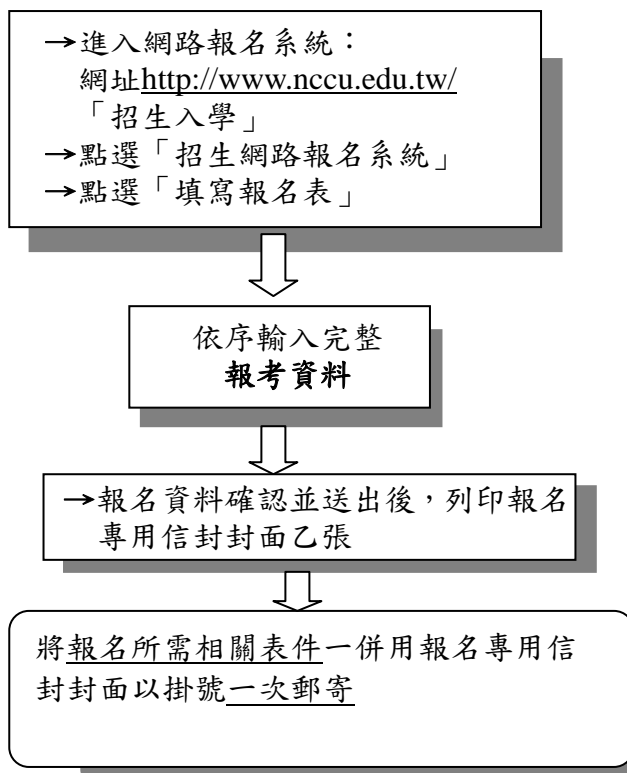 →進入網路報名系統：
網址http://www.nccu.edu.tw/
「招生入學」
→點選「招生網路報名系統」
→點選「填寫報名表」
依序輸入完整
報考資料
→報名資料確認並送出後，列印報名
專用信封封面乙張
將報名所需相關表件一併用報名專用信
封封面以掛號一次郵寄